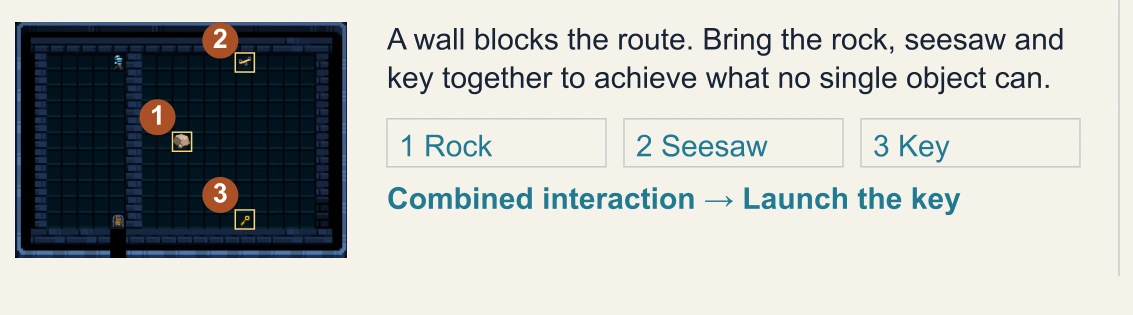 2
1
3
A wall blocks the route. Bring the rock, seesaw and
key together to achieve what no single object can.
1 Rock
2 Seesaw
3 Key
Combined interaction → Launch the key